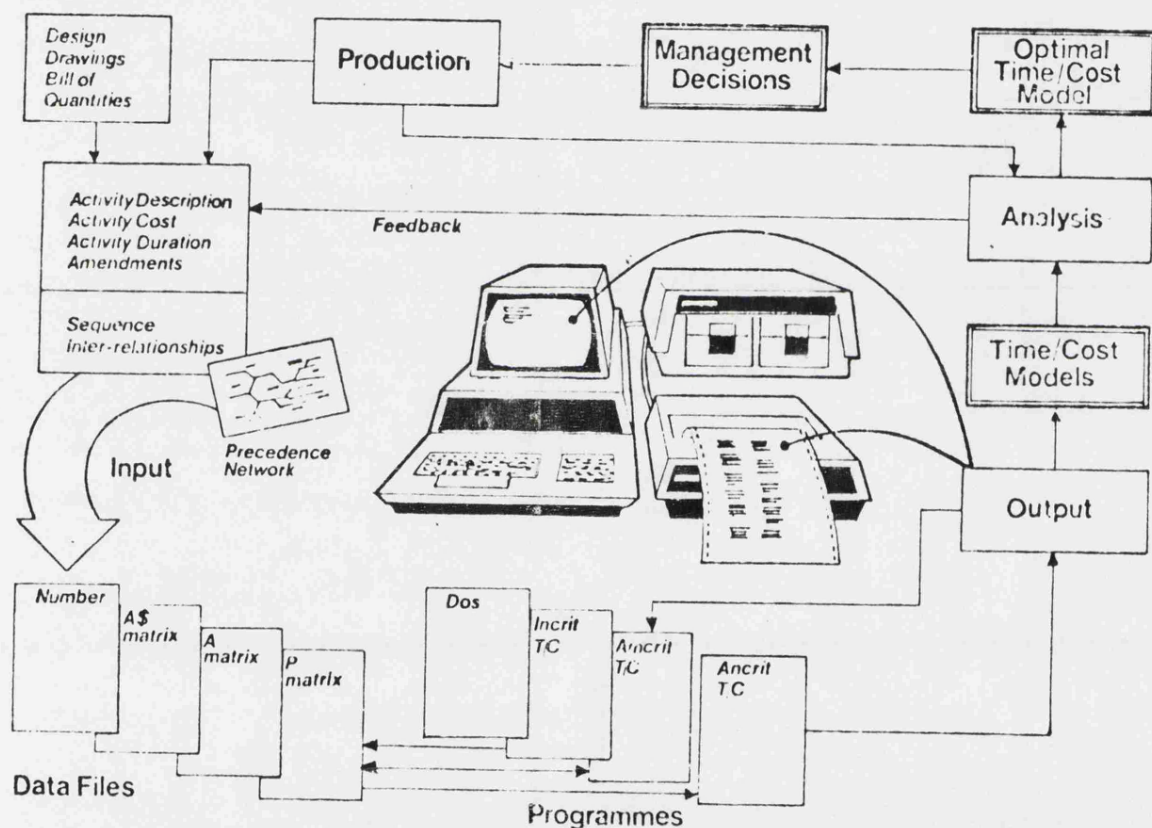 Design
Drawings
Bill of
Quantities
Production
Management
Decisions
Optimal
Time/Cost
Model
Activity Description
Activity Cost
Activity Duration
Amendments
Feedback
Analysis
Sequence
Inter-relationships
Time/Cost
Models
Precedence
Network
Input
Output
Number
A$
matrix
A
matrix
P
matrix
Dos
Incrit
T/C
Amcrit
T/C
Ancrit
T/C
Data Files
Programmes